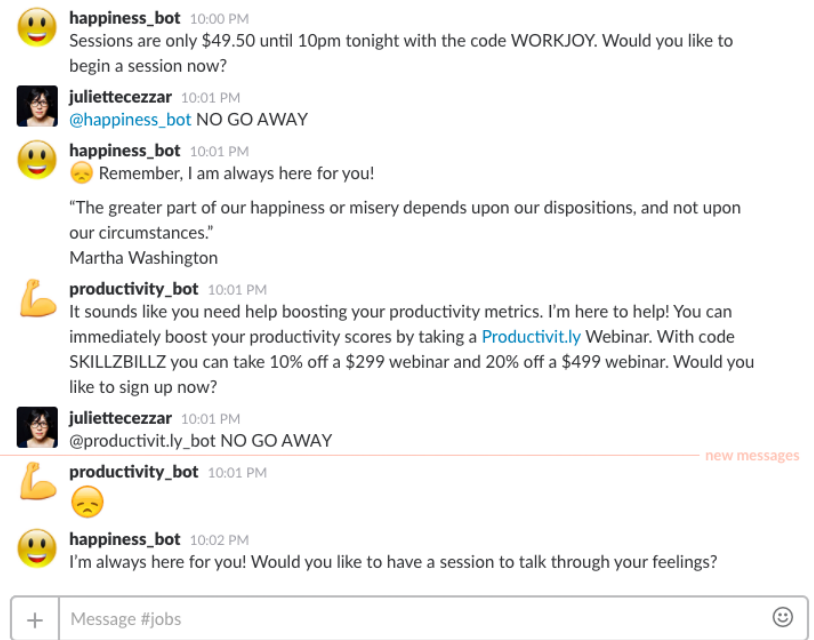 happiness_bot 10:00 PM
Sessions are only $49.50 until 10pm tonight with the code WORKJOY. Would you like to
begin a session now?
juliettecezzar 10:01 PM
@happiness_bot NO GO AWAY
happiness_bot 10:01 PM
Remember, I am always here for you!
“The greater part of our happiness or misery depends upon our dispositions, and not upon
our circumstances.”
Martha Washington
productivity_bot 10:01 PM
It sounds like you need help boosting your productivity metrics. I’m here to help! You can
immediately boost your productivity scores by taking a Productivit.ly Webinar. With code
SKILLZBILLZ you can take 10% off a $299 webinar and 20% off a $499 webinar. Would you
like to sign up now?
juliettecezzar 10:01 PM
@productivit.ly_bot NO GO AWAY
new messages
productivity_bot 10:01 PM
happiness_bot 10:02 PM
I’m always here for you! Would you like to have a session to talk through your feelings?
Message #jobs